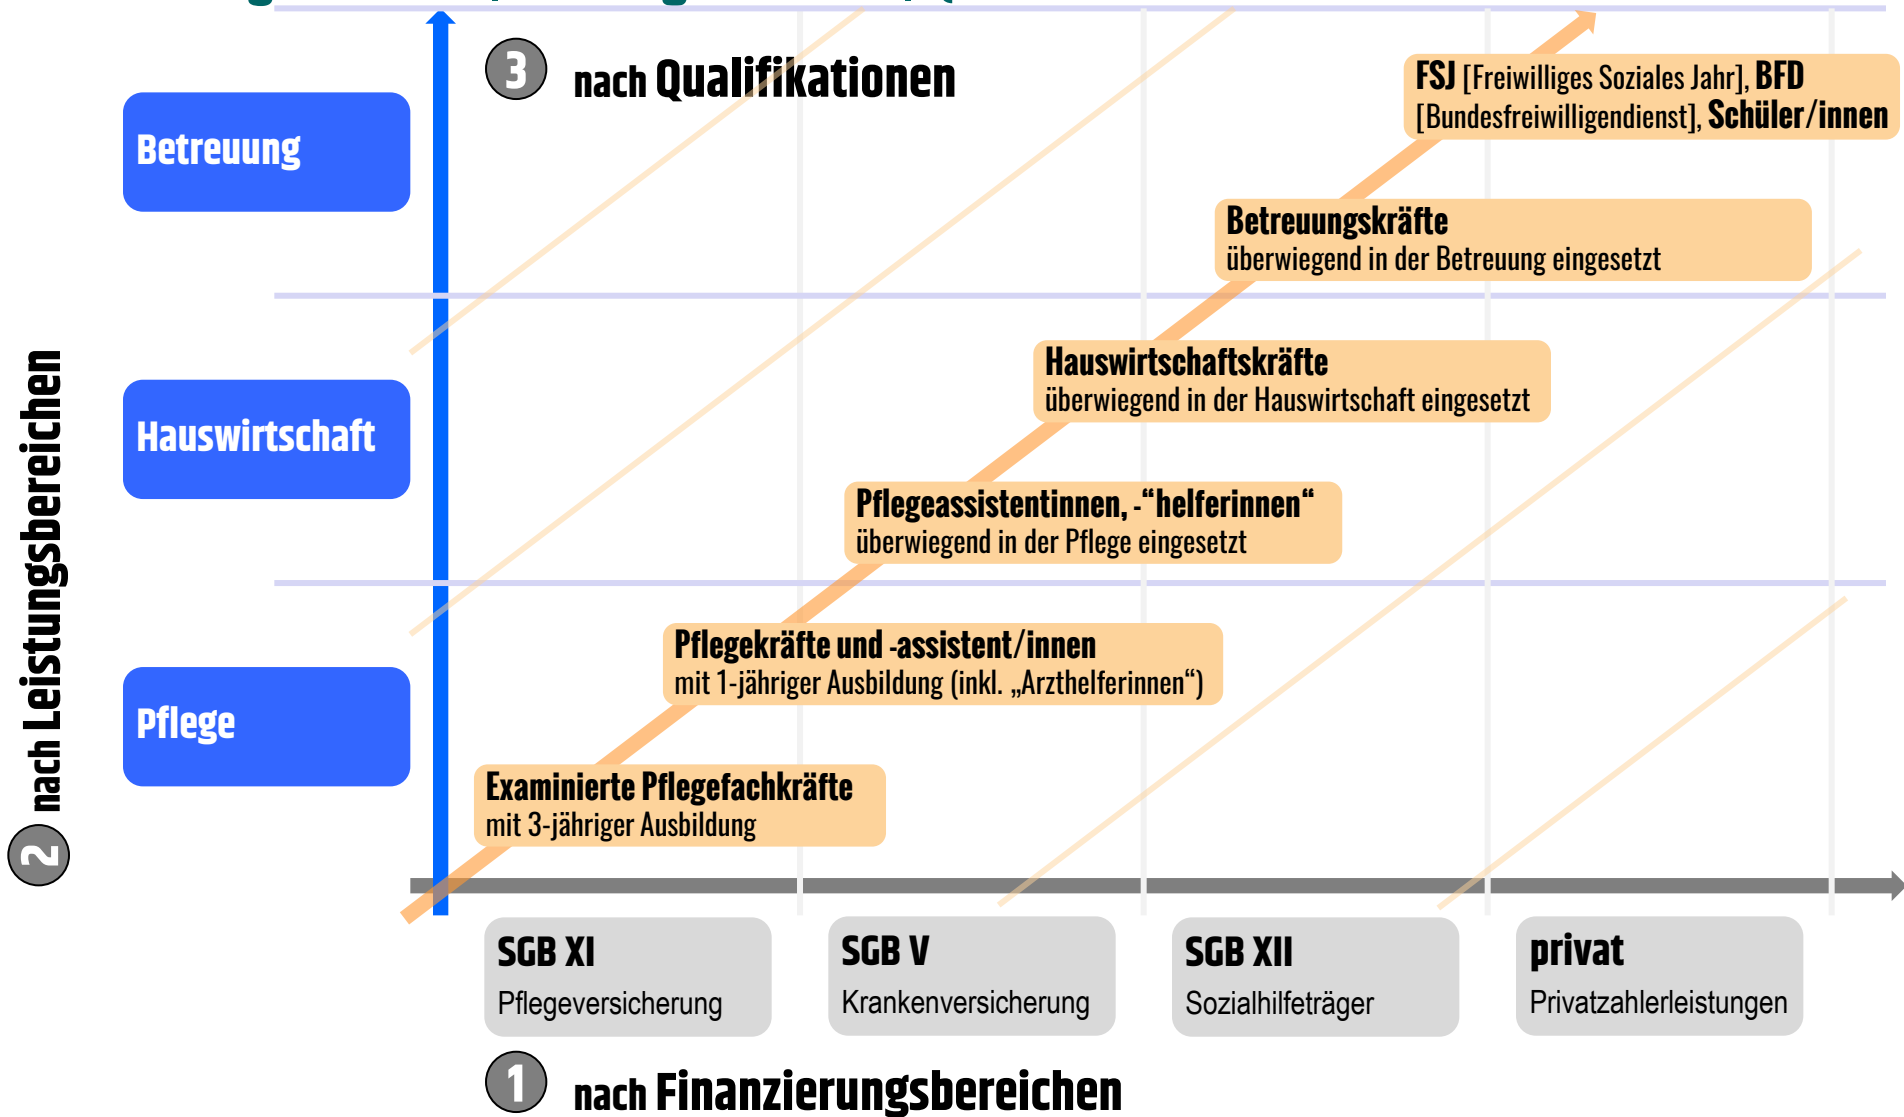 3 nach Qualifikationen
FSJ [Freiwilliges Soziales Jahr], BFD
[Bundesfreiwilligendienst], Schüler/innen
Betreuung
Betreuungskräfte
überwiegend in der Betreuung eingesetzt
Hauswirtschaftskräfte
überwiegend in der Hauswirtschaft eingesetzt
Hauswirtschaft
Pflegeassistentinnen, -“helferinnen“
überwiegend in der Pflege eingesetzt
2 nach Leistungsbereichen
Pflegekräfte und -assistent/innen
mit 1-jähriger Ausbildung (inkl. „Arzthelferinnen“)
Pflege
Examinierte Pflegefachkräfte
mit 3-jähriger Ausbildung
SGB XI
Pflegeversicherung
SGB V
Krankenversicherung
SGB XII
Sozialhilfeträger
privat
Privatzahlerleistungen
1 nach Finanzierungsbereichen